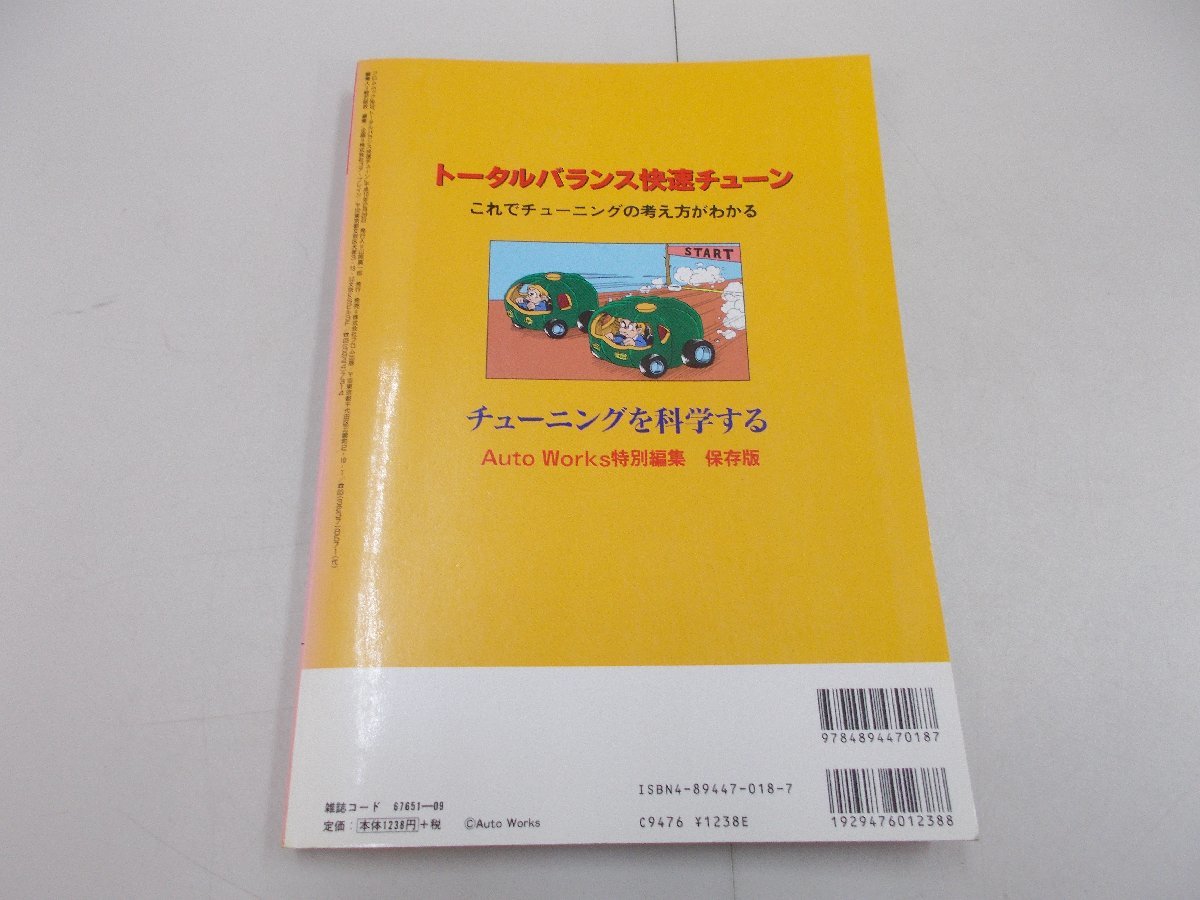 トータルバランス快速チューン
これでチューニングの考え方がわかる
START
チューニングを科学する
Auto Works特別編集 保存版
9784894470187
ISBN4-89447-018-7
雑誌コード 67651—09
定価：本体1238円+税
©Auto Works
C9476 ¥1238E
1929476012388